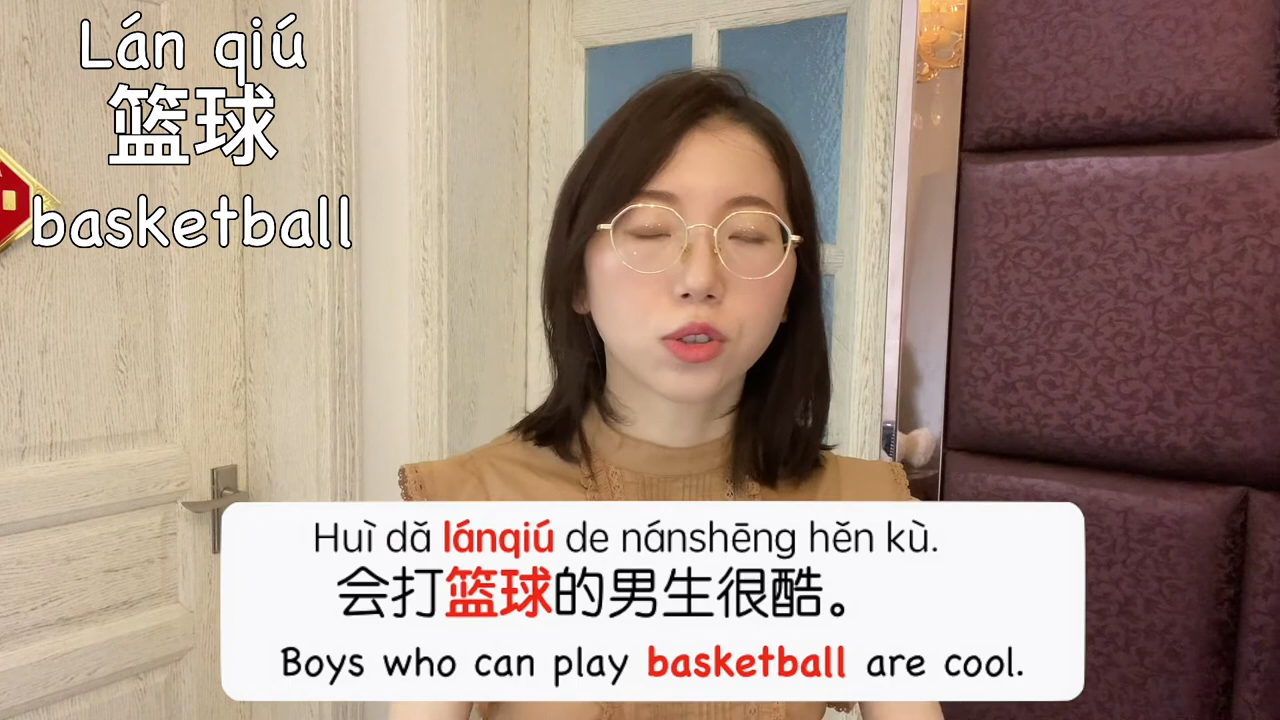 Lán qiú
篮球
basketball
Huì dǎ lánqiú de nánshēng hěn kù.
会打篮球的男生很酷。
Boys who can play basketball are cool.